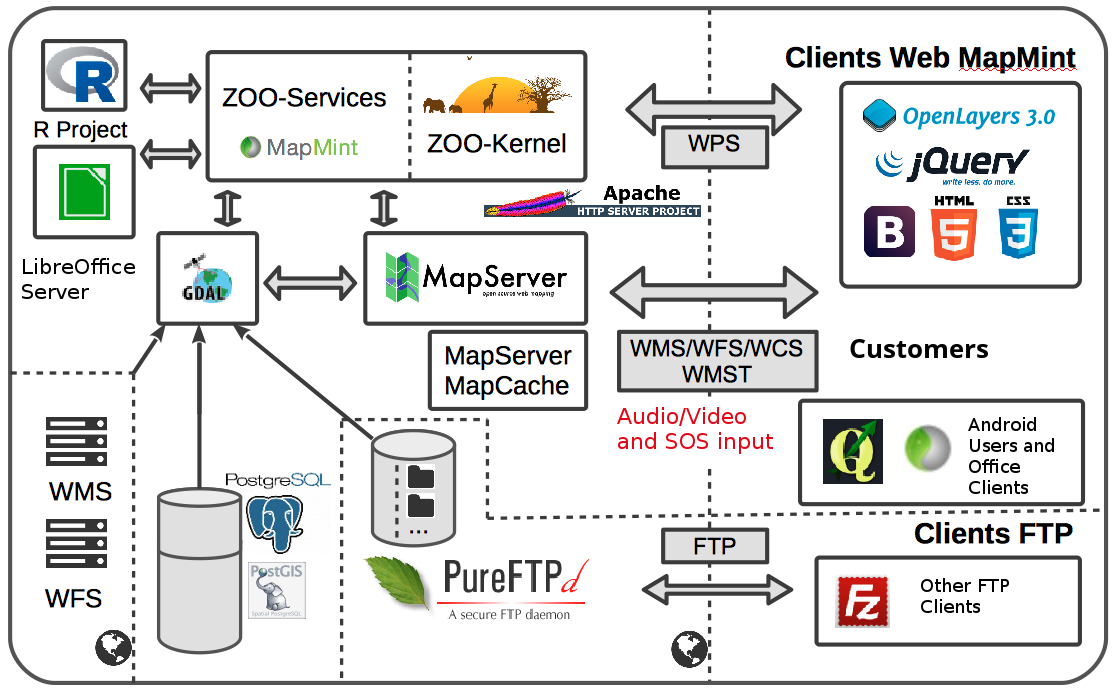 R Project
LibreOffice
Server
ZOO-Services
MapMint
ZOO-Kernel
WPS
Apache
HTTP SERVER PROJECT
Clients Web MapMint
OpenLayers 3.0
jQuery
write less. do more.
B
HTML
5
CSS
3
GDAL
MapServer
open source web mapping
MapServer
MapCache
WMS/WFS/WCS
WMST
Audio/Video
and SOS input
Customers
Q
Android
Users and
Office
Clients
WMS
WFS
PostgreSQL
PostGIS
Spatial PostgreSQL
...
PureFTPd
A secure FTP daemon
FTP
Clients FTP
Fz
Other FTP
Clients